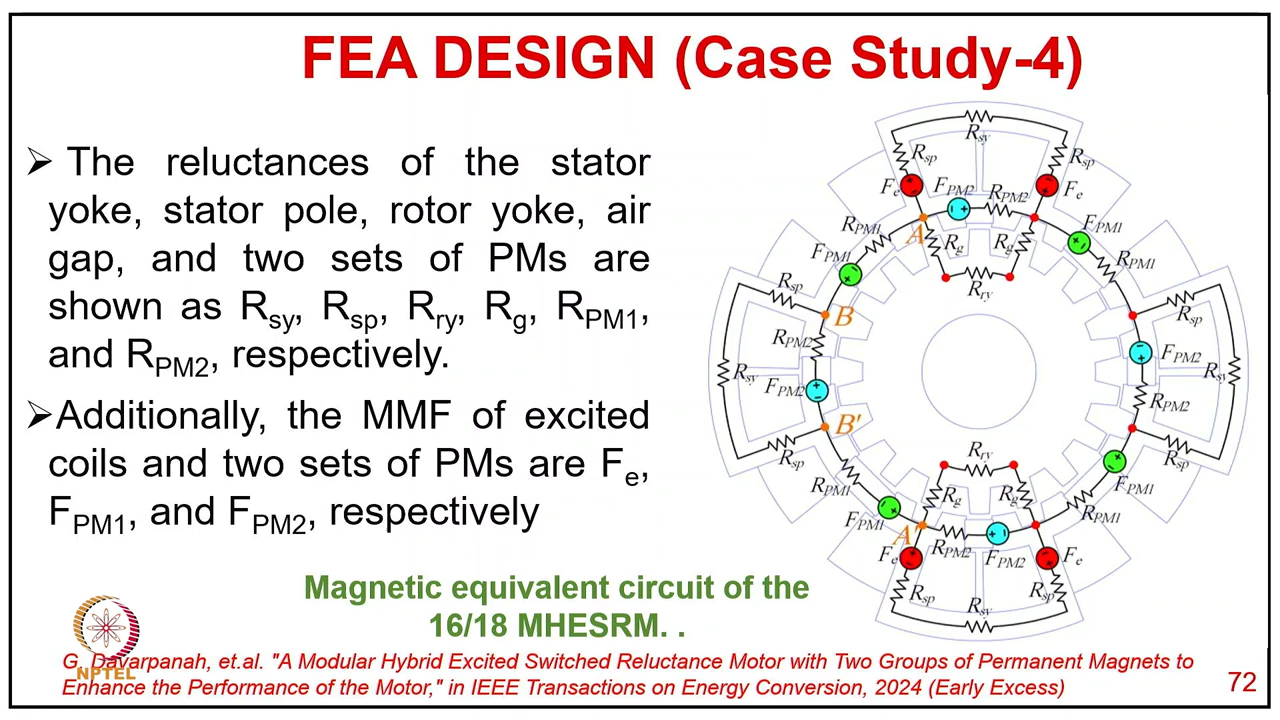 FEA DESIGN (Case Study-4)
➢ The reluctances of the stator
yoke, stator pole, rotor yoke, air
gap, and two sets of PMs are
shown as Rsy, Rsp, Rry, Rg, RPM1,
and RPM2, respectively.
➢Additionally, the MMF of excited
coils and two sets of PMs are Fe,
FPM1, and FPM2, respectively
Rsy
Rsp
Rsp
Fe
FPM2
RPM2
Fe
RPM1
A
Rg
Rg
FPM1
FPM1
RPM1
Rry
Rsp
B
Rsp
RPM2
FPM2
Rsy
FPM2
Rsy
RPM2
B'
Rsp
Rry
Rsp
RPM1
Rg
Rg
FPM1
FPM1
A'
RPM1
Fe
RPM2
FPM2
Fe
Rsp
Rsy
Rsp
Magnetic equivalent circuit of the
16/18 MHESRM. .
G. Davarpanah, et.al. "A Modular Hybrid Excited Switched Reluctance Motor with Two Groups of Permanent Magnets to
Enhance the Performance of the Motor," in IEEE Transactions on Energy Conversion, 2024 (Early Excess)
NPTEL
72